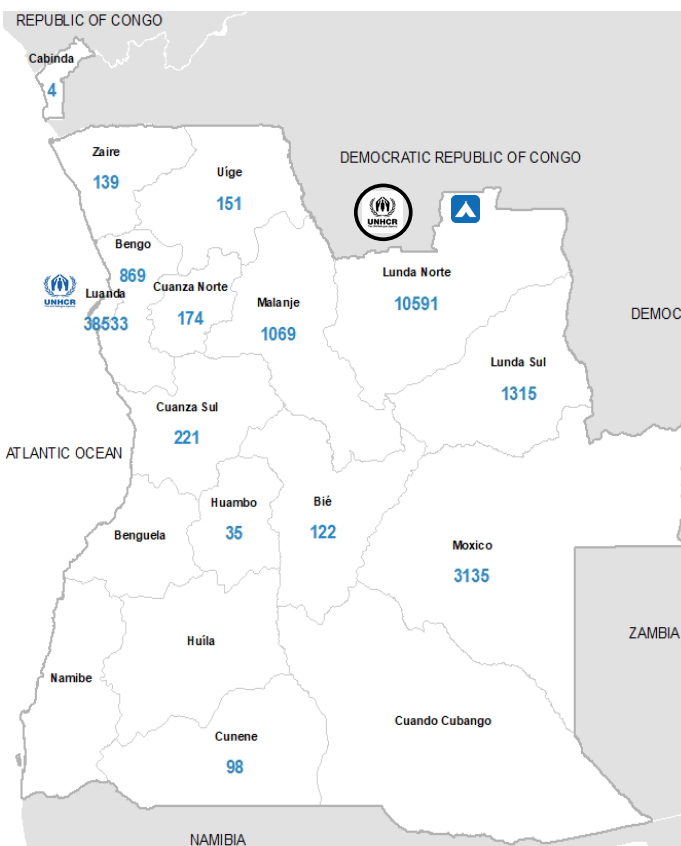 REPUBLIC OF CONGO
Cabinda
4
Zaire
139
Uíge
151
DEMOCRATIC REPUBLIC OF CONGO
UNHCR
Bengo
869
Lunda Norte
10591
UNHCR
Luanda
38533
Cuanza Norte
174
Malanje
1069
DEMOC
Lunda Sul
1315
Cuanza Sul
221
ATLANTIC OCEAN
Huambo
35
Bié
122
Benguela
Moxico
3135
ZAMBIA
Huíla
Namibe
Cuando Cubango
Cunene
98
NAMIBIA